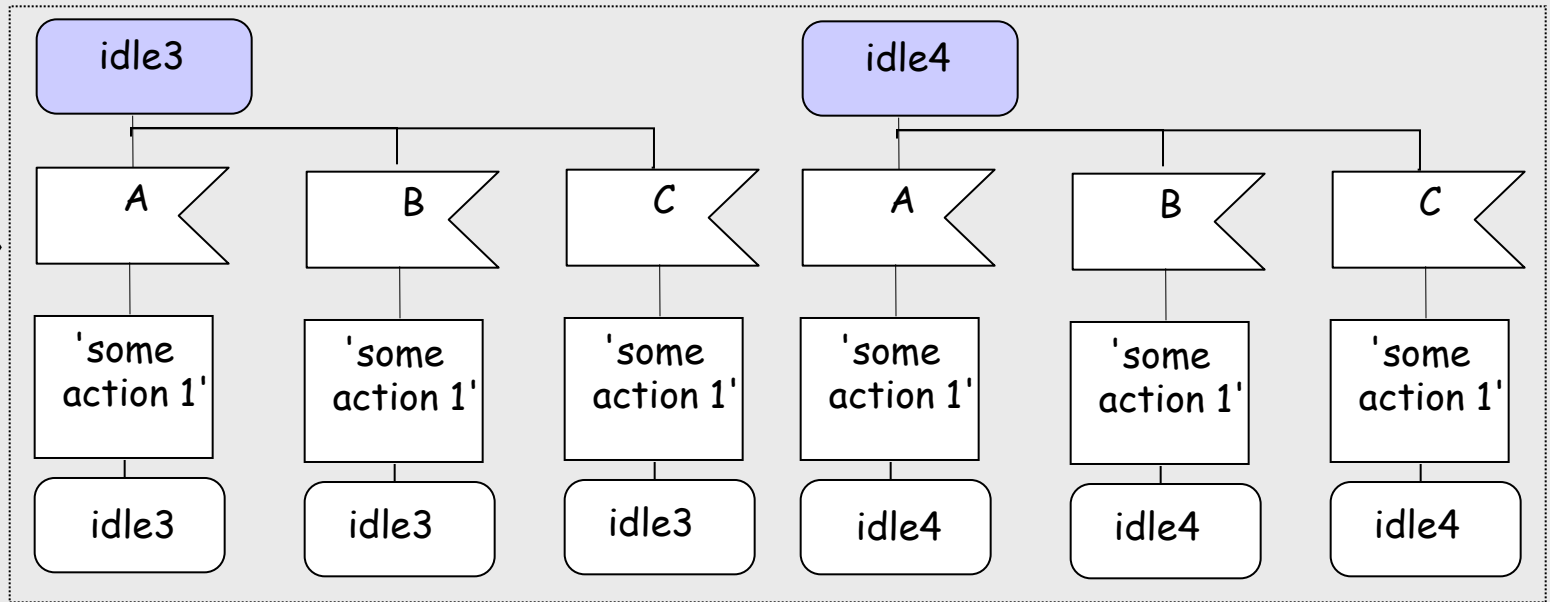 idle3
idle4
A
B
C
A
B
C
'some
action 1'
'some
action 1'
'some
action 1'
'some
action 1'
'some
action 1'
'some
action 1'
idle3
idle3
idle3
idle4
idle4
idle4